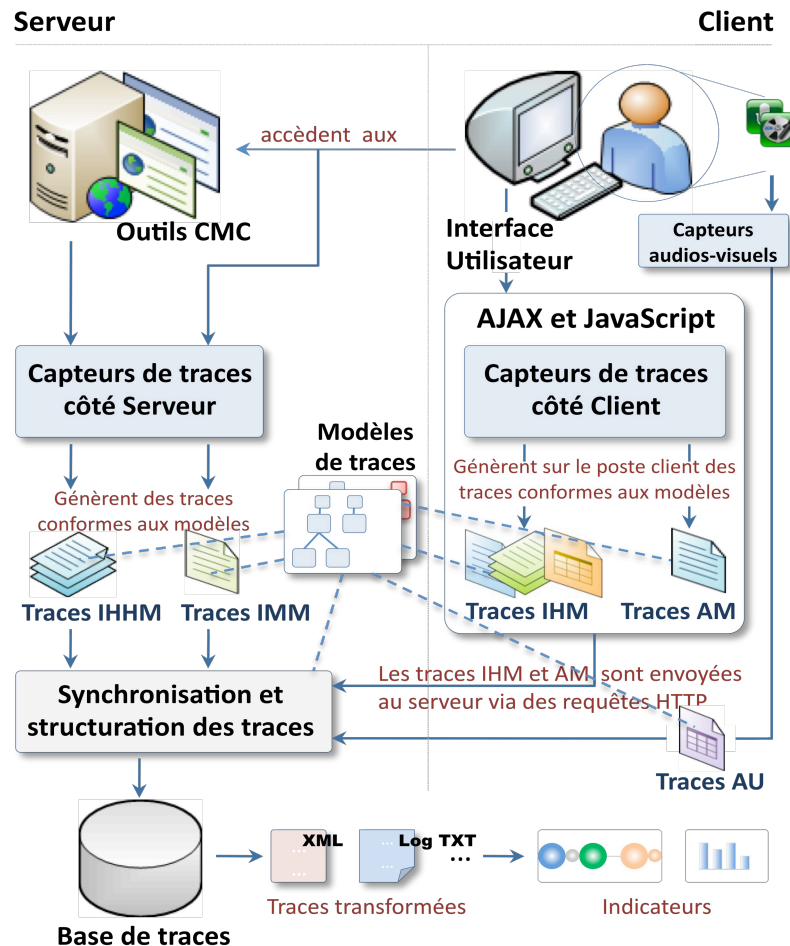 Serveur
Client
accèdent aux
Outils CMC
Interface
Utilisateur
Capteurs
audios-visuels
AJAX et JavaScript
Capteurs de traces
côté Serveur
Capteurs de traces
côté Client
Modèles
de traces
Génèrent sur le poste client des
traces conformes aux modèles
Génèrent des traces
conformes aux modèles
Traces IHHM
Traces IMM
Traces IHM
Traces AM
Les traces IHM et AM sont envoyées
au serveur via des requêtes HTTP
Synchronisation et
structuration des traces
Traces AU
XML
...
...
Log TXT
...
...
...
Traces transformées
Indicateurs
Base de traces